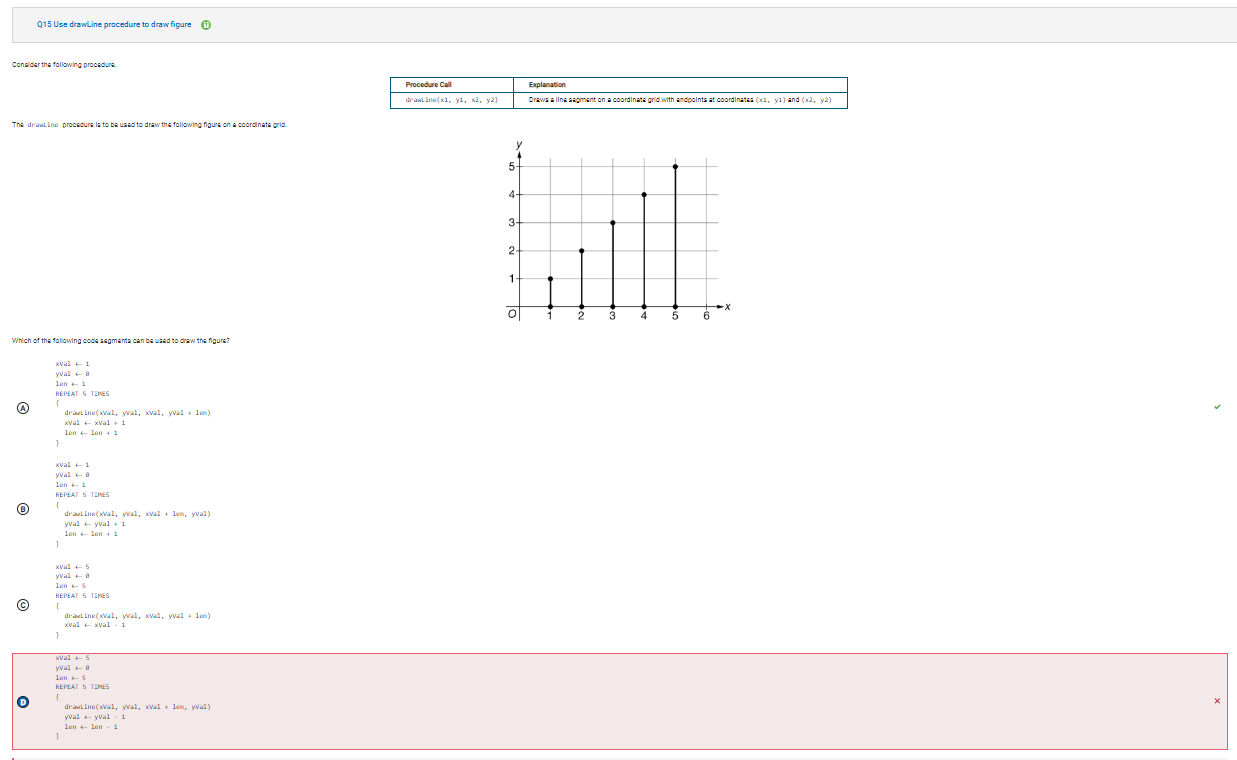 Q15 Use drawLine procedure to draw figure
Consider the following procedure.
Procedure Call Explanation
drawLine(x1, y1, x2, y2) Draws a line segment on a coordinate grid with endpoints at coordinates (x1, y1) and (x2, y2)
The drawLine procedure is to be used to draw the following figure on a coordinate grid.
y
5
4
3
2
1
O 1 2 3 4 5 6 x
Which of the following code segments can be used to draw the figure?
A
xVal ← 1
yVal ← 0
len ← 1
REPEAT 5 TIMES
{
drawLine(xVal, yVal, xVal, yVal + len)
xVal ← xVal + 1
len ← len + 1
}
B
xVal ← 1
yVal ← 0
len ← 1
REPEAT 5 TIMES
{
drawLine(xVal, yVal, xVal + len, yVal)
yVal ← yVal + 1
len ← len + 1
}
C
xVal ← 5
yVal ← 0
len ← 5
REPEAT 5 TIMES
{
drawLine(xVal, yVal, xVal, yVal + len)
xVal ← xVal - 1
}
D
xVal ← 5
yVal ← 0
len ← 5
REPEAT 5 TIMES
{
drawLine(xVal, yVal, xVal + len, yVal)
yVal ← yVal - 1
len ← len - 1
}